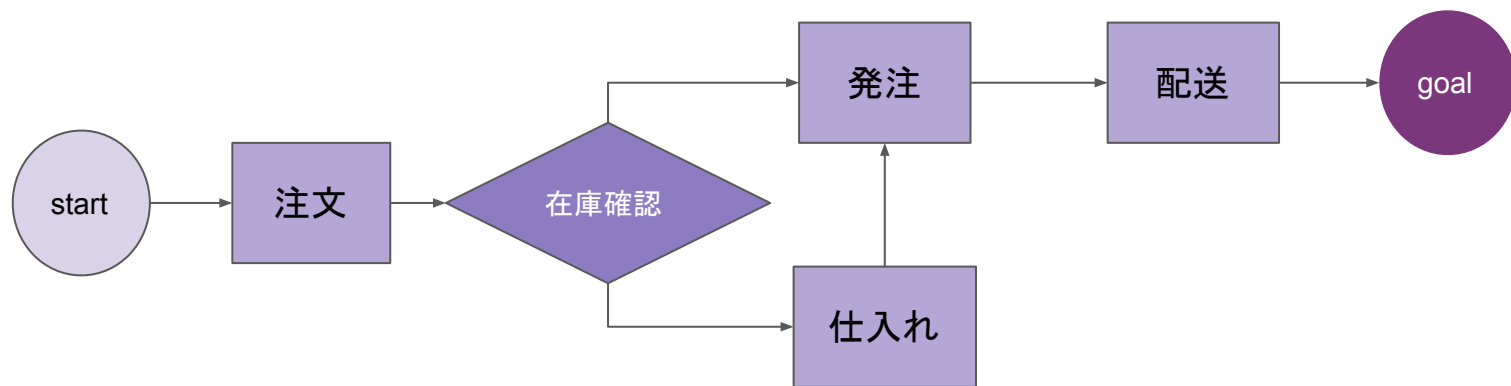 start
注文
在庫確認
発注
仕入れ
配送
goal